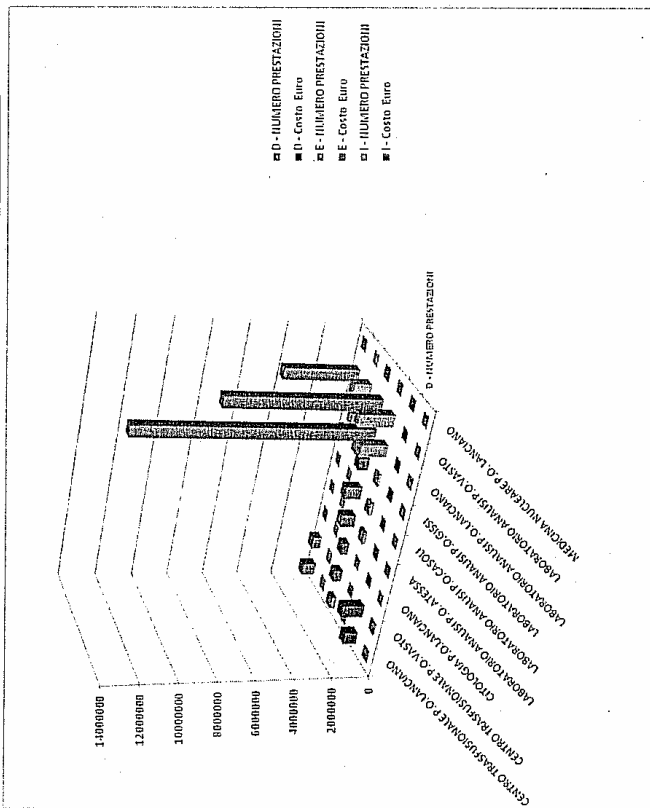 D - NUMERO PRESTAZIONI
D - Costo Euro
E - NUMERO PRESTAZIONI
E - Costo Euro
I - NUMERO PRESTAZIONI
I - Costo Euro
14000000
12000000
10000000
8000000
6000000
4000000
2000000
0
D - NUMERO PRESTAZIONI
CENTRO TRASFUSIONALE P.O.LANCIANO
CENTRO TRASFUSIONALE P.O.VASTO
CITOLOGIA P.O.LANCIANO
LABORATORIO ANALISI P.O.ATESSA
LABORATORIO ANALISI P.O.CASOLI
LABORATORIO ANALISI P.O.GISSI
LABORATORIO ANALISI P.O.LANCIANO
LABORATORIO ANALISI P.O.VASTO
MEDICINA NUCLEARE P.O.LANCIANO